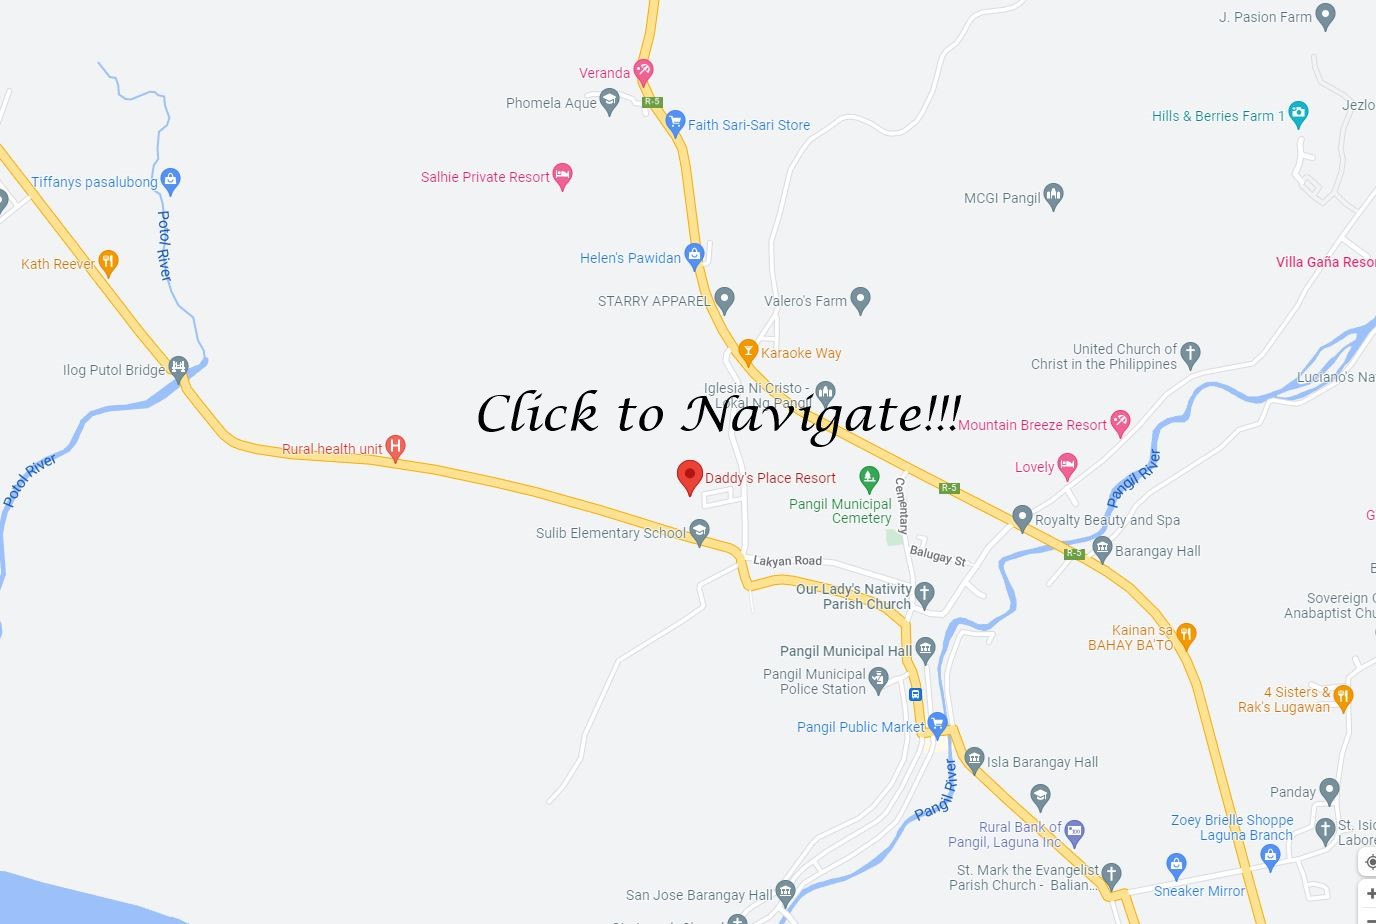 J. Pasion Farm
Veranda
Phomela Aque
R-5
Jezlo
Hills & Berries Farm 1
Faith Sari-Sari Store
Salhie Private Resort
Tiffanys pasalubong
MCGI Pangil
Potol River
Kath Reever
Helen's Pawidan
Villa Gaña Resor
STARRY APPAREL
Valero's Farm
Karaoke Way
United Church of
Christ in the Philippines
Ilog Putol Bridge
Luciano's Na
Iglesia Ni Cristo -
Lokal Ng Pangil
Click to Navigate!!!
Mountain Breeze Resort
Rural health unit
H
Lovely
Potol River
Pangil River
Daddy's Place Resort
R-5
Pangil Municipal
Cemetery
Cementary
G
Royalty Beauty and Spa
Sulib Elementary School
Balugay St
R-5
Barangay Hall
Lakyan Road
Our Lady's Nativity
Parish Church
Sovereign G
Anabaptist Chu
Kainan sa
BAHAY BA'TO
Pangil Municipal Hall
Pangil Municipal
Police Station
4 Sisters &
Rak's Lugawan
Pangil Public Market
Isla Barangay Hall
Pangil River
Panday
Rural Bank of
Pangil, Laguna Inc
Zoey Brielle Shoppe
Laguna Branch
St. Isid
Labore
St. Mark the Evangelist
Parish Church - Balian...
Sneaker Mirror
San Jose Barangay Hall